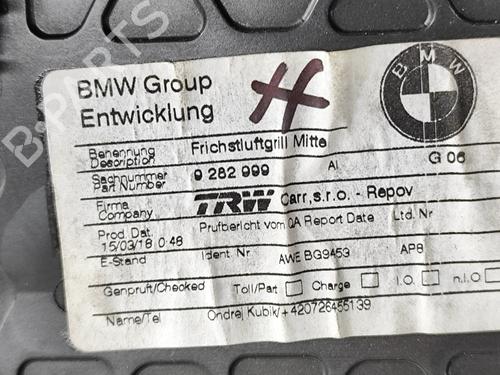 BMW Group
Entwicklung
BMW
Benennung
Description
Frichstluftgrill Mitte
Sachnummer
Part Number
9 282 999
AI
G 06
Firma
Company
TRW Carr,s.r.o. - Repov
Prod Dat.
15/03/18 0:48
Prufbericht vom QA Report Date
Ltd. Nr
E-Stand
Ident Nr
AWE BG9453
AP8
Genpruft/Checked
Toll/Part
Charge
I.O
n.I.O
Name/Tel
Ondrej Kubik/+420726455139
B-PARTS